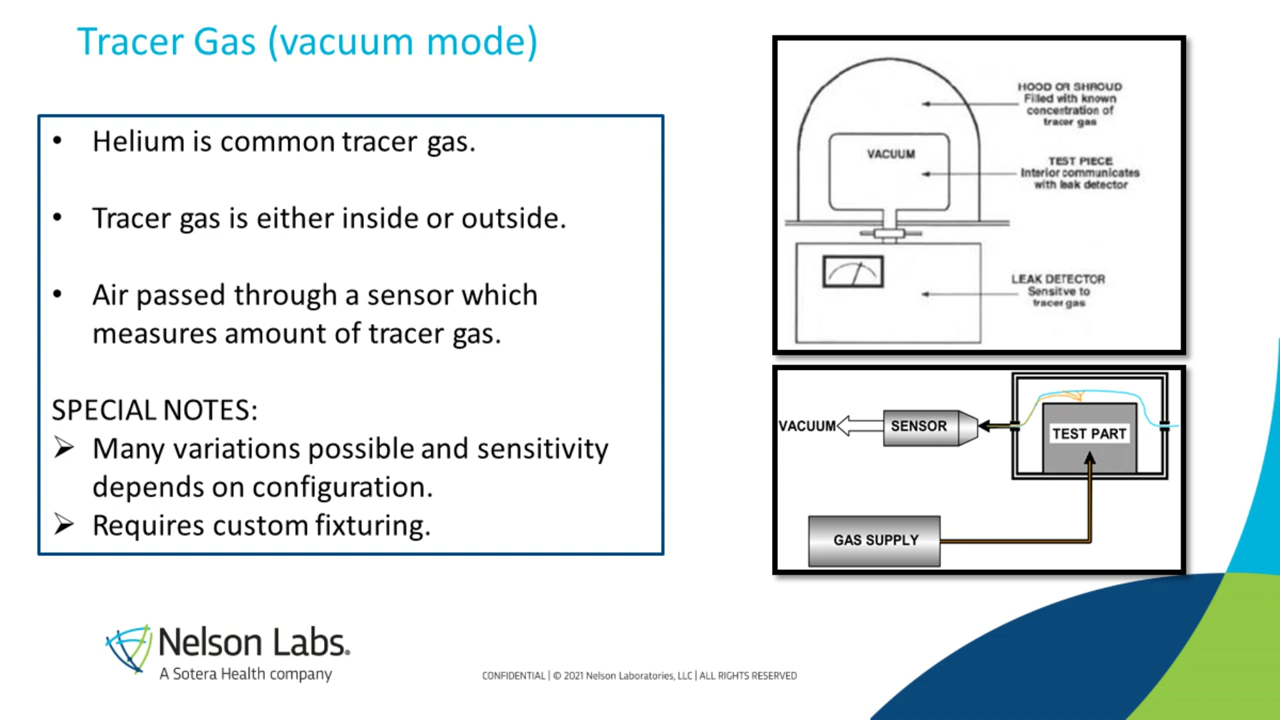 Tracer Gas (vacuum mode)
• Helium is common tracer gas.
• Tracer gas is either inside or outside.
• Air passed through a sensor which
measures amount of tracer gas.
SPECIAL NOTES:
➢ Many variations possible and sensitivity
depends on configuration.
➢ Requires custom fixturing.
HOOD OR SHROUD
Filled with known
concentration of
tracer gas
VACUUM
TEST PIECE
Interior communicates
with leak detector
LEAK DETECTOR
Sensitve to
tracer gas
VACUUM
SENSOR
TEST PART
GAS SUPPLY
Nelson Labs®
A Sotera Health company
CONFIDENTIAL | © 2021 Nelson Laboratories, LLC | ALL RIGHTS RESERVED